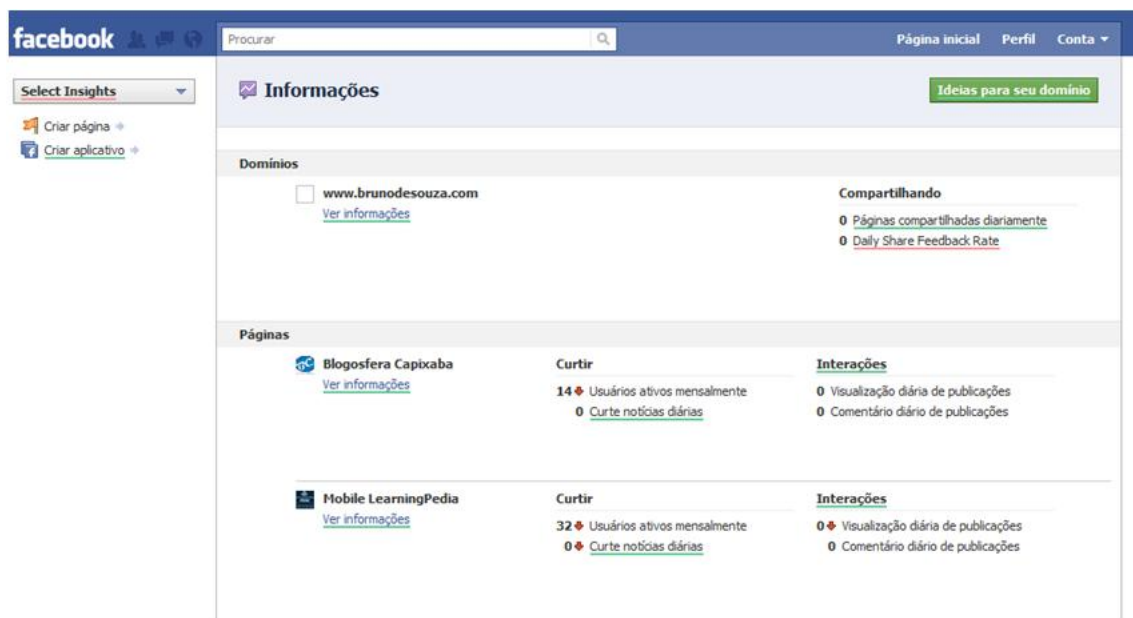 facebook
Procurar
Página inicial Perfil Conta
Select Insights
Criar página
Criar aplicativo
Informações
Ideias para seu domínio
Domínios
www.brunodesouza.com
Ver informações
Compartilhando
0 Páginas compartilhadas diariamente
0 Daily Share Feedback Rate
Páginas
Blogosfera Capixaba
Ver informações
Curtir
14 Usuários ativos mensalmente
0 Curte notícias diárias
Interações
0 Visualização diária de publicações
0 Comentário diário de publicações
Mobile LearningPedia
Ver informações
Curtir
32 Usuários ativos mensalmente
0 Curte notícias diárias
Interações
0 Visualização diária de publicações
0 Comentário diário de publicações